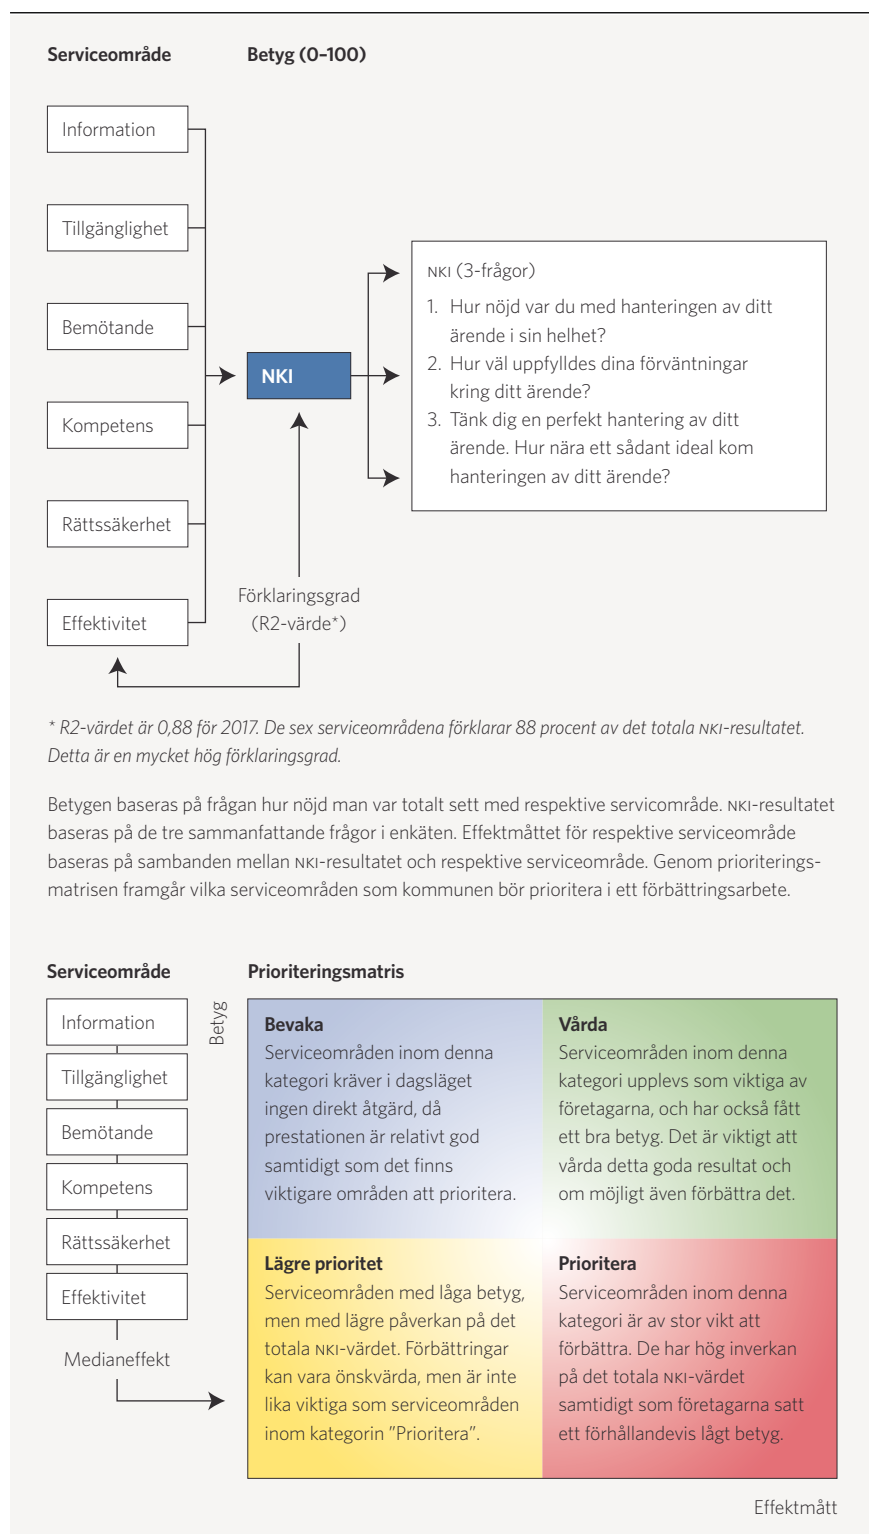 Serviceområde
Betyg (0–100)
Information
Tillgänglighet
Bemötande
Kompetens
Rättssäkerhet
Effektivitet
NKI
NKI (3-frågor)
1. Hur nöjd var du med hanteringen av ditt
ärende i sin helhet?
2. Hur väl uppfylldes dina förväntningar
kring ditt ärende?
3. Tänk dig en perfekt hantering av ditt
ärende. Hur nära ett sådant ideal kom
hanteringen av ditt ärende?
Förklaringsgrad
(R2-värde*)
* R2-värdet är 0,88 för 2017. De sex serviceområdena förklarar 88 procent av det totala NKI-resultatet.
Detta är en mycket hög förklaringsgrad.
Betygen baseras på frågan hur nöjd man var totalt sett med respektive servicområde. NKI-resultatet
baseras på de tre sammanfattande frågor i enkäten. Effektmåttet för respektive serviceområde
baseras på sambanden mellan NKI-resultatet och respektive serviceområde. Genom prioriterings-
matrisen framgår vilka serviceområden som kommunen bör prioritera i ett förbättringsarbete.
Serviceområde
Information
Tillgänglighet
Bemötande
Kompetens
Rättssäkerhet
Effektivitet
Medianeffekt
Prioriteringsmatris
Betyg
Bevaka
Serviceområden inom denna
kategori kräver i dagsläget
ingen direkt åtgärd, då
prestationen är relativt god
samtidigt som det finns
viktigare områden att prioritera.
Vårda
Serviceområden inom denna
kategori upplevs som viktiga av
företagarna, och har också fått
ett bra betyg. Det är viktigt att
vårda detta goda resultat och
om möjligt även förbättra det.
Lägre prioritet
Serviceområden med låga betyg,
men med lägre påverkan på det
totala NKI-värdet. Förbättringar
kan vara önskvärda, men är inte
lika viktiga som serviceområden
inom kategorin ”Prioritera”.
Prioritera
Serviceområden inom denna
kategori är av stor vikt att
förbättra. De har hög inverkan
på det totala NKI-värdet
samtidigt som företagarna satt
ett förhållandevis lågt betyg.
Effektmått